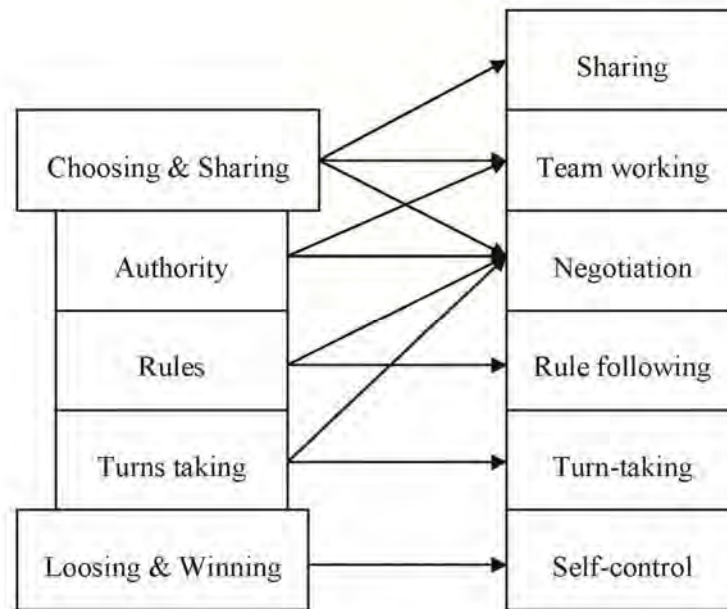 Sharing
Choosing & Sharing
Team working
Authority
Negotiation
Rules
Rule following
Turns taking
Turn-taking
Loosing & Winning
Self-control